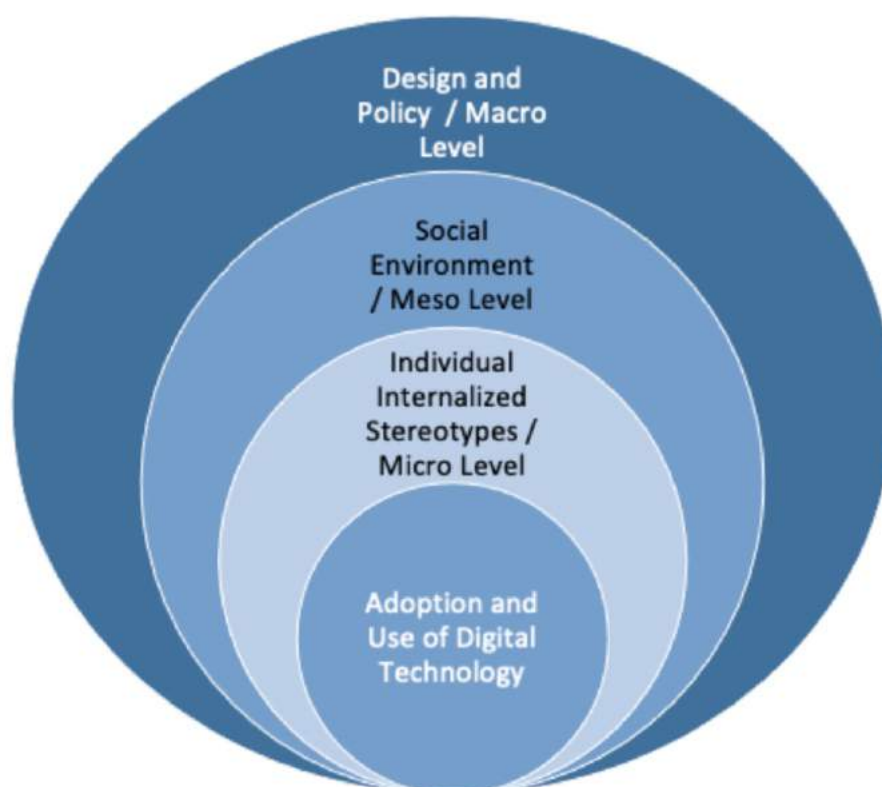 Design and
Policy / Macro
Level
Social
Environment
/ Meso Level
Individual
Internalized
Stereotypes /
Micro Level
Adoption and
Use of Digital
Technology